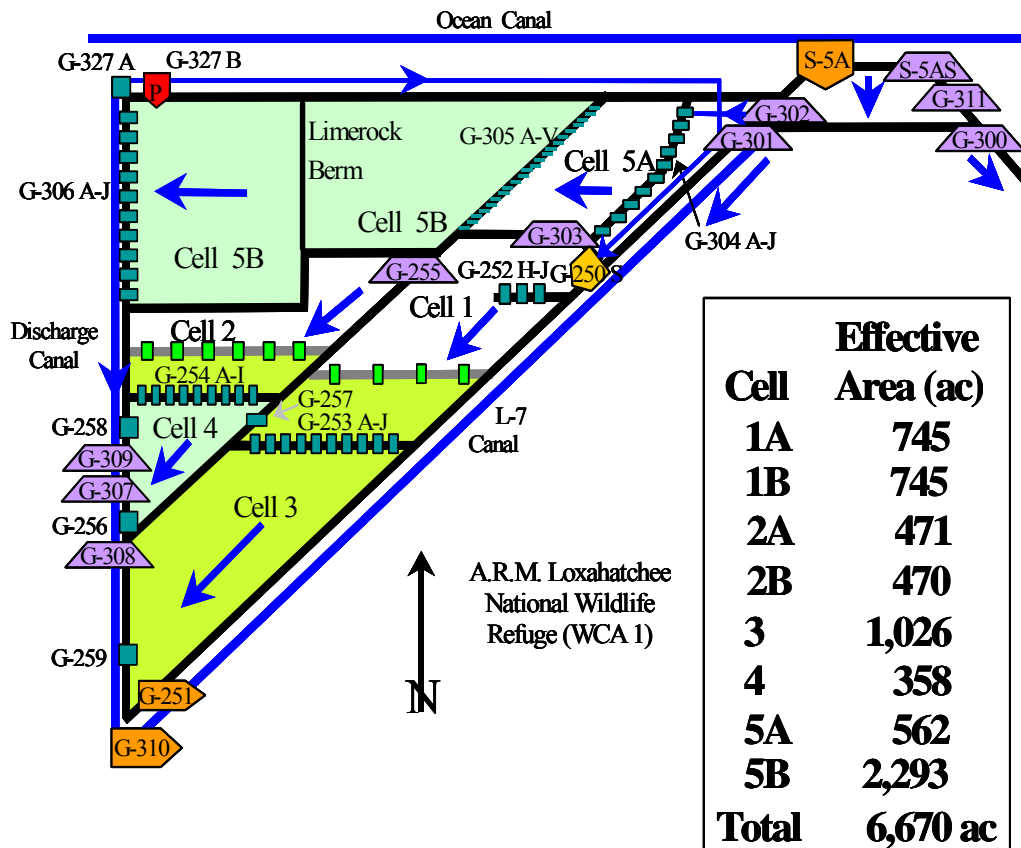 Ocean Canal
G-327 A
G-327 B
P
S-5A
S-5AS
G-311
G-302
G-301
G-300
Limerock
Berm
G-305 A-V
Cell 5A
G-306 A-J
Cell 5B
Cell 5B
G-303
G-304 A-J
G-255
G-252 H-J
G-250 S
Cell 1
Discharge
Canal
Cell 2
G-254 A-I
G-257
G-253 A-J
L-7
Canal
G-258
Cell 4
G-309
G-307
G-256
G-308
Cell 3
A.R.M. Loxahatchee
National Wildlife
Refuge (WCA 1)
G-259
G-251
N
G-310
Effective
Cell Area (ac)
1A 745
1B 745
2A 471
2B 470
3 1,026
4 358
5A 562
5B 2,293
Total 6,670 ac